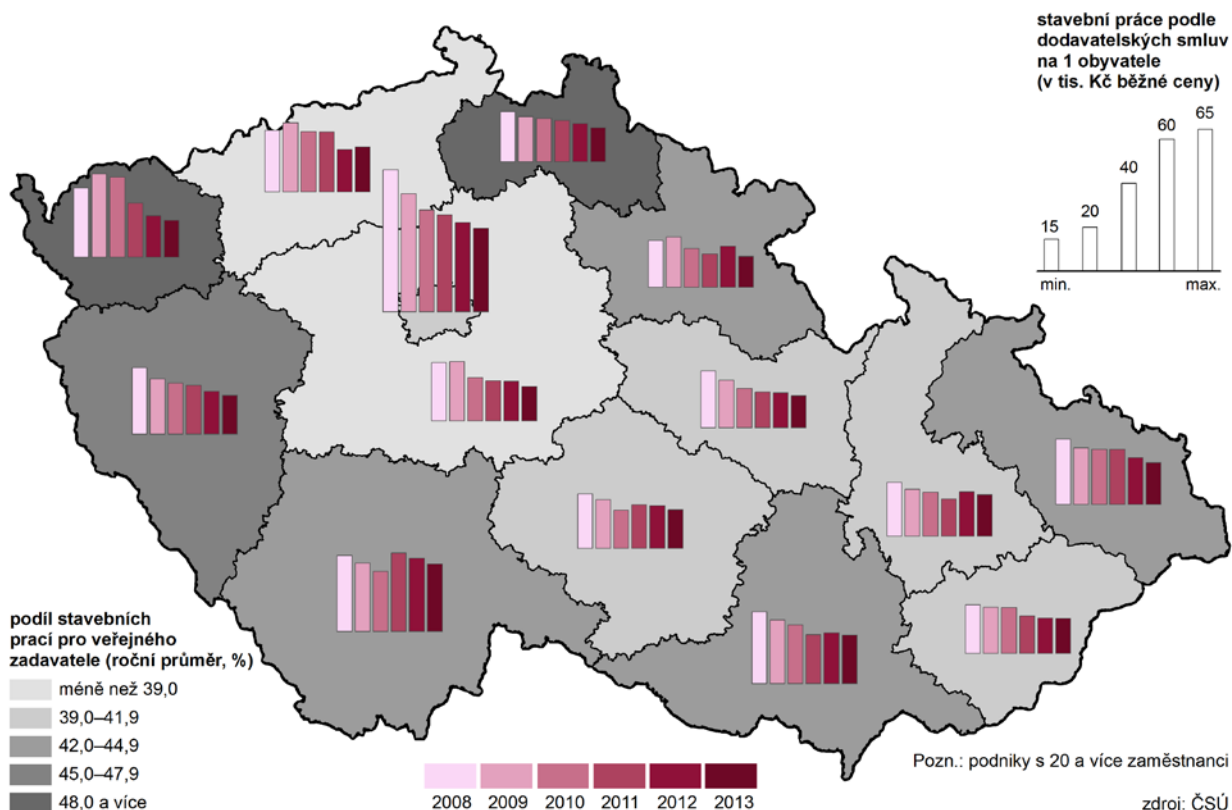 stavební práce podle
dodavatelských smluv
na 1 obyvatele
(v tis. Kč běžné ceny)
15 20 40 60 65
min. max.
podíl stavebních
prací pro veřejného
zadavatele (roční průměr, %)
méně než 39,0
39,0–41,9
42,0–44,9
45,0–47,9
48,0 a více
2008 2009 2010 2011 2012 2013
Pozn.: podniky s 20 a více zaměstnanci
zdroj: ČSÚ